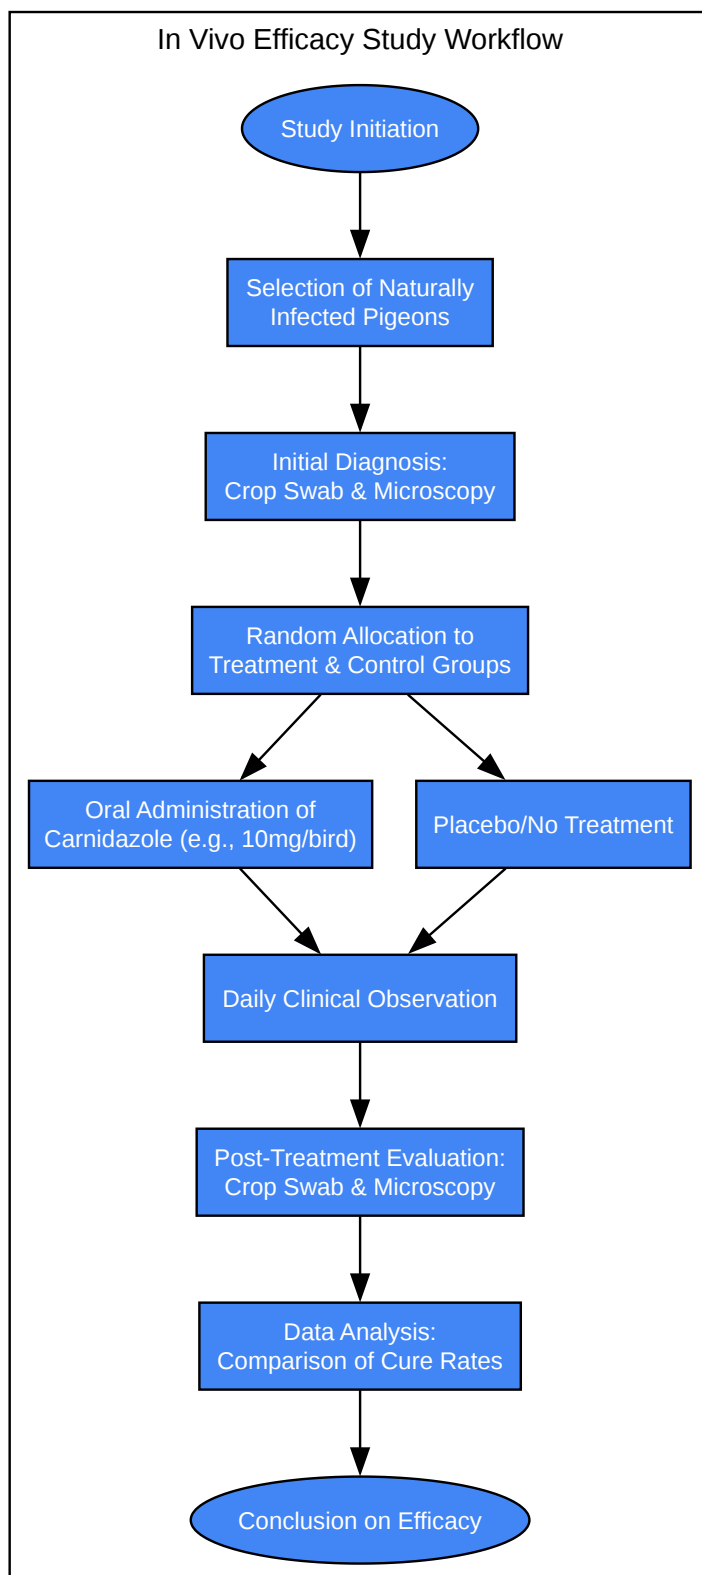 In Vivo Efficacy Study Workflow
Study Initiation
Selection of Naturally
Infected Pigeons
Initial Diagnosis:
Crop Swab & Microscopy
Random Allocation to
Treatment & Control Groups
Oral Administration of
Carnidazole (e.g., 10mg/bird)
Placebo/No Treatment
Daily Clinical Observation
Post-Treatment Evaluation:
Crop Swab & Microscopy
Data Analysis:
Comparison of Cure Rates
Conclusion on Efficacy